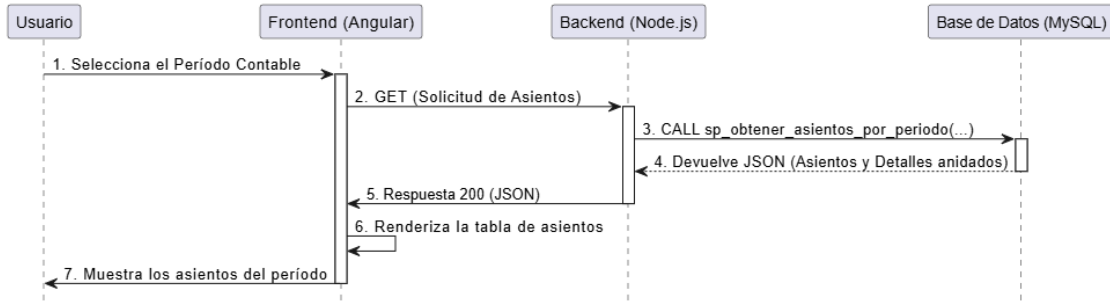 Usuario
Frontend (Angular)
Backend (Node.js)
Base de Datos (MySQL)
1. Selecciona el Período Contable
2. GET (Solicitud de Asientos)
3. CALL sp_obtener_asientos_por_periodo(...)
4. Devuelve JSON (Asientos y Detalles anidados)
5. Respuesta 200 (JSON)
6. Renderiza la tabla de asientos
7. Muestra los asientos del período